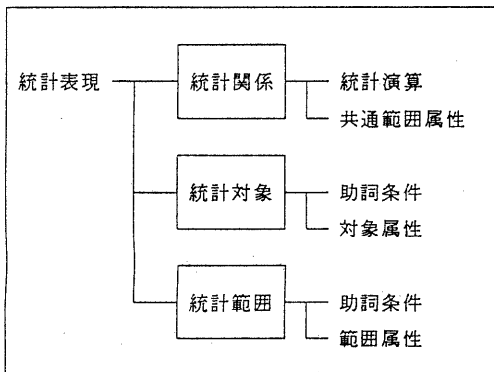 統計表現
統計関係
統計演算
共通範囲属性
統計対象
助詞条件
対象属性
統計範囲
助詞条件
範囲属性